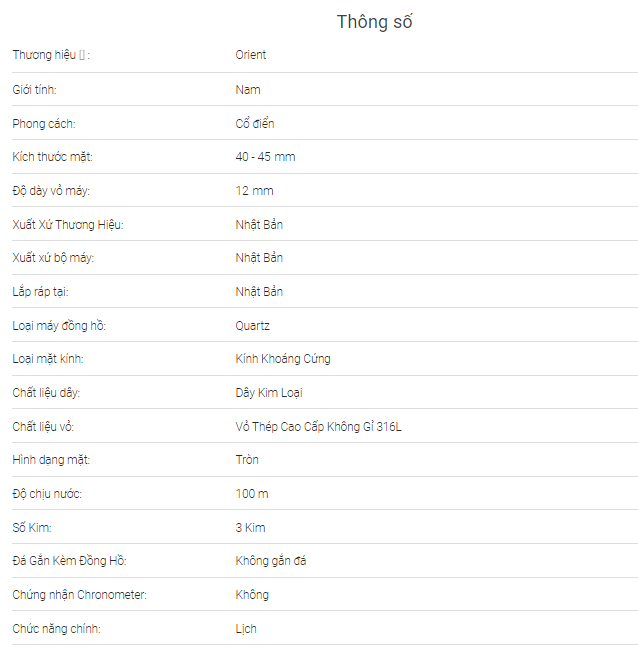 Thông số
Thương hiệu ▯ : Orient
Giới tính: Nam
Phong cách: Cổ điển
Kích thước mặt: 40 - 45 mm
Độ dày vỏ máy: 12 mm
Xuất Xứ Thương Hiệu: Nhật Bản
Xuất xứ bộ máy: Nhật Bản
Lắp ráp tại: Nhật Bản
Loại máy đồng hồ: Quartz
Loại mặt kính: Kính Khoáng Cứng
Chất liệu dây: Dây Kim Loại
Chất liệu vỏ: Vỏ Thép Cao Cấp Không Gỉ 316L
Hình dạng mặt: Tròn
Độ chịu nước: 100 m
Số Kim: 3 Kim
Đá Gắn Kèm Đồng Hồ: Không gắn đá
Chứng nhận Chronometer: Không
Chức năng chính: Lịch